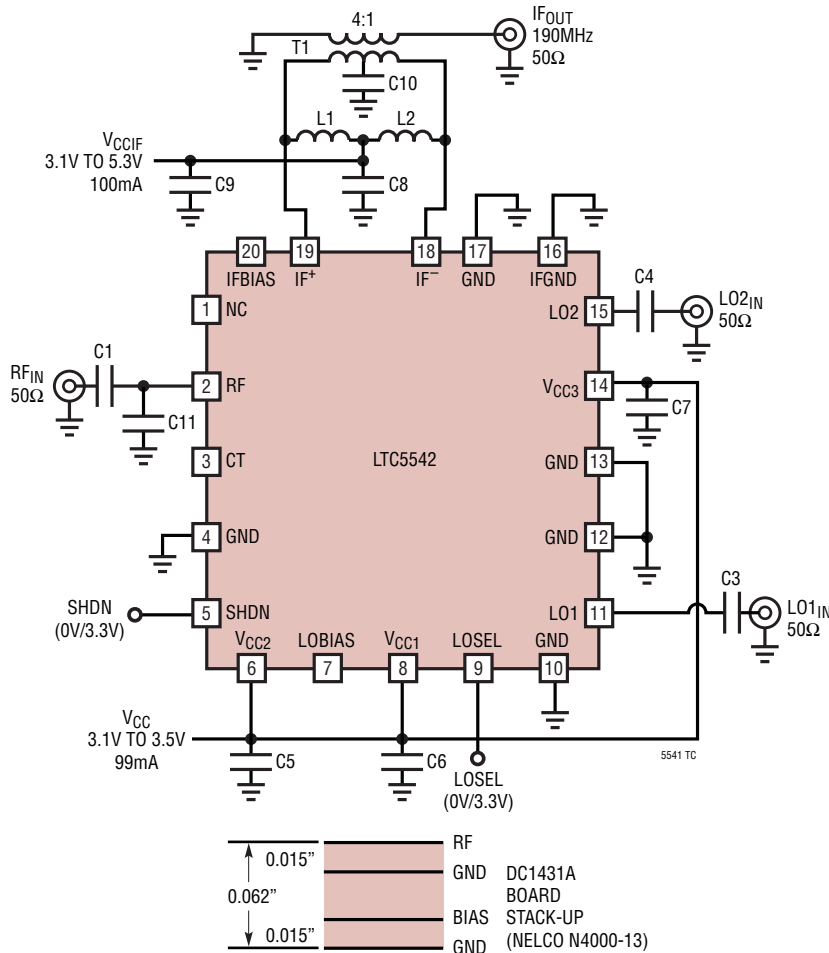 4:1
T1
IFOUT
190MHz
50Ω
C10
L1
L2
VCCIF
3.1V TO 5.3V
100mA
C9
C8
20
19
18
17
16
IFBIAS
IF+
IF−
GND
IFGND
C4
1
NC
LO2
15
LO2IN
50Ω
C1
RFIN
50Ω
2
RF
VCC3
14
C11
C7
3
CT
LTC5542
GND
13
4
GND
GND
12
C3
SHDN
(0V/3.3V)
5
SHDN
LO1
11
LO1IN
50Ω
VCC2
LOBIAS
VCC1
LOSEL
GND
6
7
8
9
10
VCC
3.1V TO 3.5V
99mA
C5
C6
LOSEL
(0V/3.3V)
5541 TC
RF
0.015”
GND
DC1431A
BOARD
0.062”
BIAS
STACK-UP
0.015”
GND
(NELCO N4000-13)